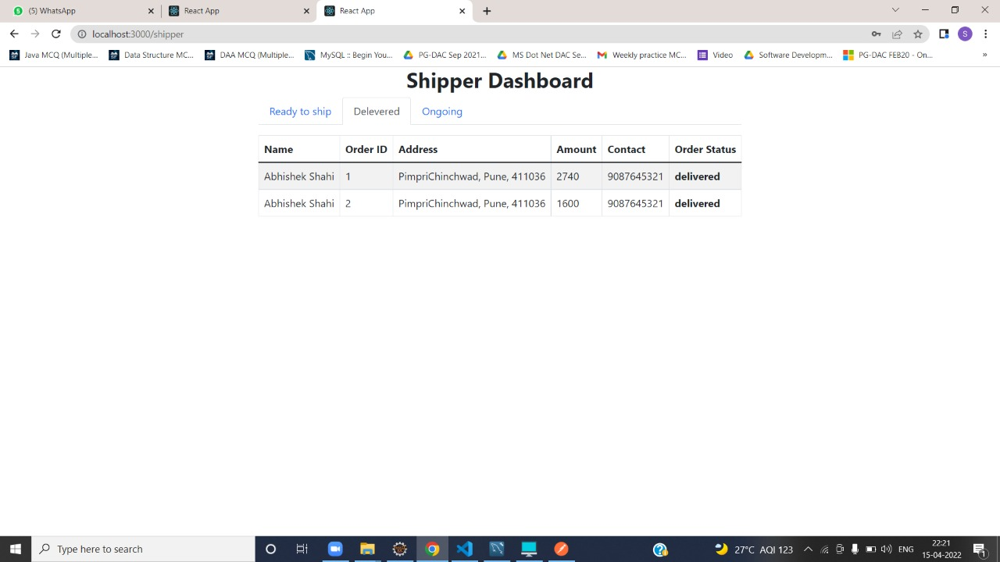 (5) WhatsApp
React App
React App
localhost:3000/shipper
S
Java MCQ (Multiple...
Data Structure MC...
DAA MCQ (Multiple...
MySQL :: Begin You...
PG-DAC Sep 2021...
MS Dot Net DAC Se...
Weekly practice MC...
Video
Software Developm...
PG-DAC FEB20 - On...
»
Shipper Dashboard
Ready to ship Delevered Ongoing
Name Order ID Address Amount Contact Order Status
Abhishek Shahi 1 PimpriChinchwad, Pune, 411036 2740 9087645321 delivered
Abhishek Shahi 2 PimpriChinchwad, Pune, 411036 1600 9087645321 delivered
Type here to search
27°C AQI 123
ENG
22:21
15-04-2022
1